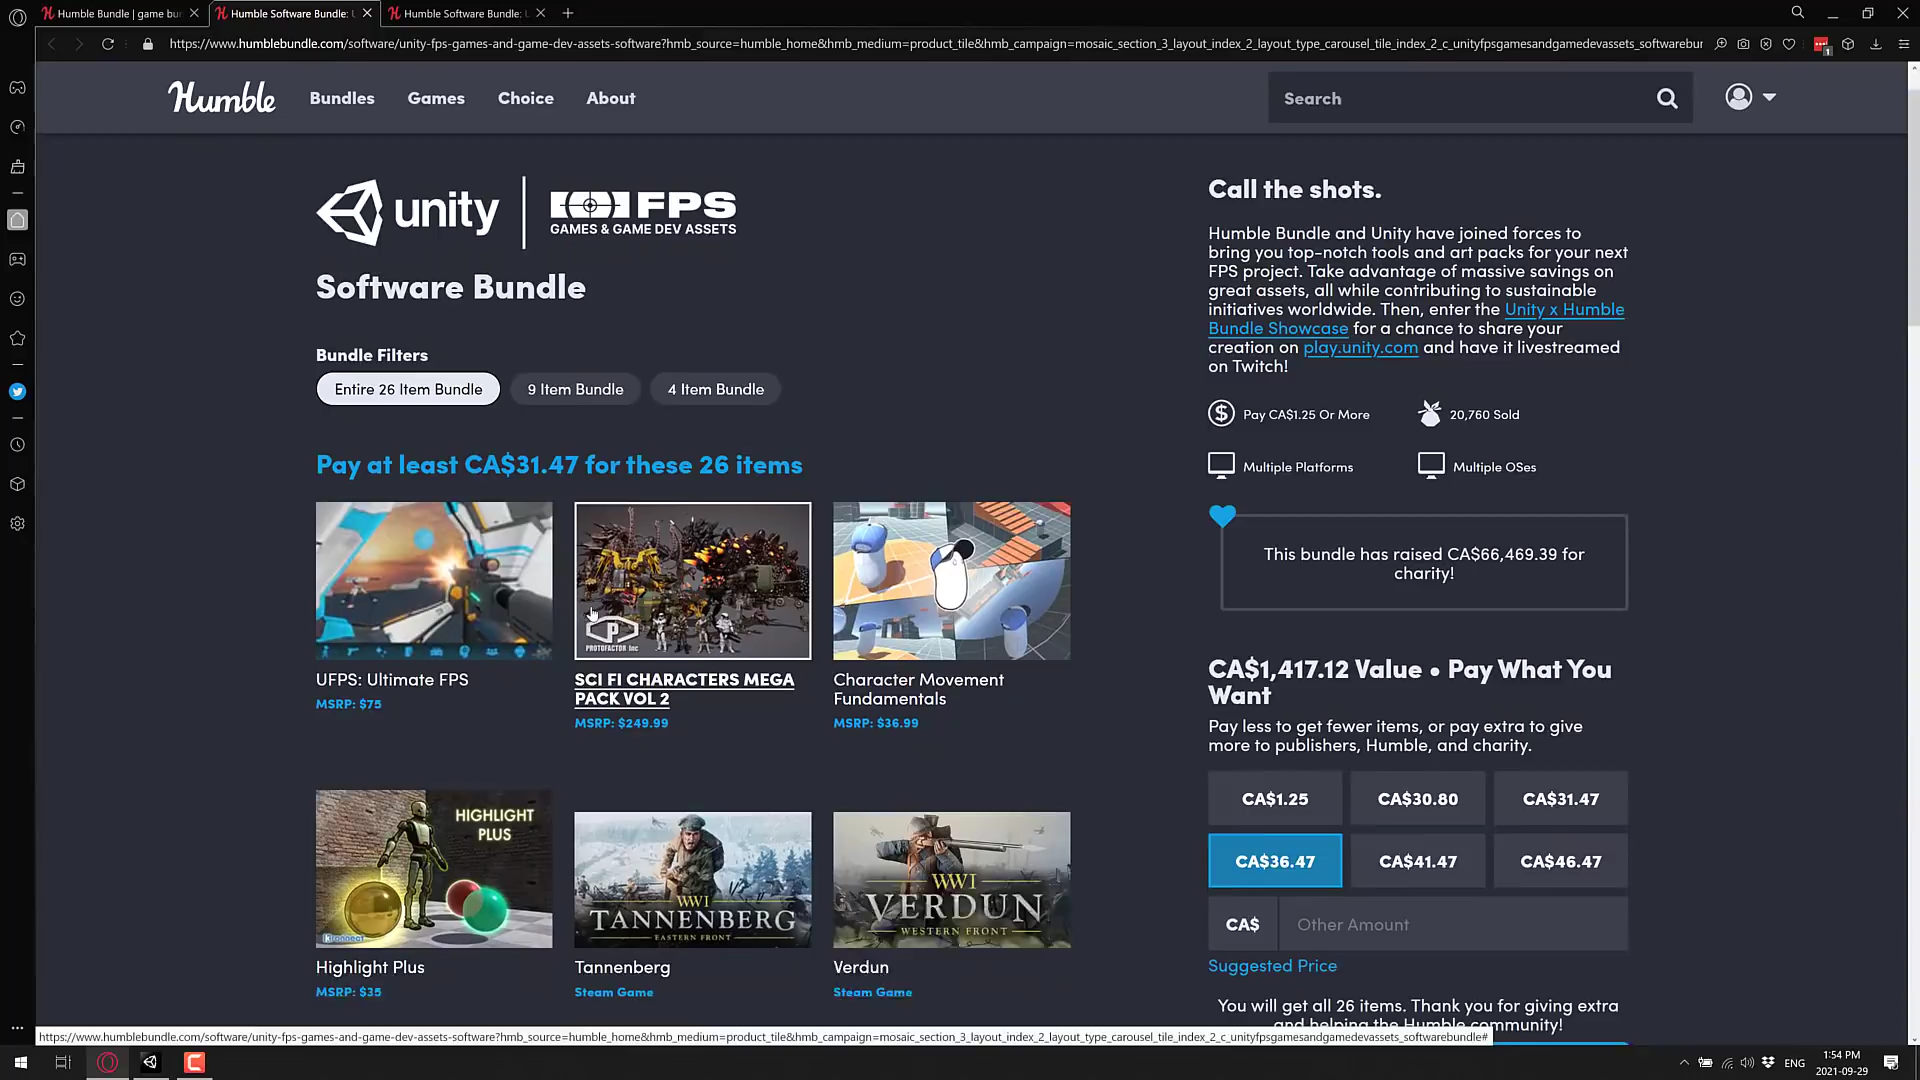 Humble Bundle | game bun
Humble Software Bundle: U
Humble Software Bundle: U
https://www.humblebundle.com/software/unity-fps-games-and-game-dev-assets-software?hmb_source=humble_home&hmb_medium=product_tile&hmb_campaign=mosaic_section_3_layout_index_2_layout_type_carousel_tile_index_2_c_unityfpsgamesandgamedevassets_softwarebur
1
Humble
Bundles
Games
Choice
About
Search
unity
FPS
GAMES & GAME DEV ASSETS
Software Bundle
Bundle Filters
Entire 26 Item Bundle
9 Item Bundle
4 Item Bundle
Pay at least CA$31.47 for these 26 items
PROTOFACTOR Inc
UFPS: Ultimate FPS
MSRP: $75
SCI FI CHARACTERS MEGA
PACK VOL 2
MSRP: $249.99
Character Movement
Fundamentals
MSRP: $36.99
HIGHLIGHT
PLUS
Kronnect
Highlight Plus
MSRP: $35
WWI
TANNENBERG
EASTERN FRONT
Tannenberg
Steam Game
WWI
VERDUN
WESTERN FRONT
Verdun
Steam Game
Call the shots.
Humble Bundle and Unity have joined forces to
bring you top-notch tools and art packs for your next
FPS project. Take advantage of massive savings on
great assets, all while contributing to sustainable
initiatives worldwide. Then, enter the Unity x Humble
Bundle Showcase for a chance to share your
creation on play.unity.com and have it livestreamed
on Twitch!
Pay CA$1.25 Or More
20,760 Sold
Multiple Platforms
Multiple OSes
This bundle has raised CA$66,469.39 for
charity!
CA$1,417.12 Value • Pay What You
Want
Pay less to get fewer items, or pay extra to give
more to publishers, Humble, and charity.
CA$1.25
CA$30.80
CA$31.47
CA$36.47
CA$41.47
CA$46.47
CA$
Other Amount
Suggested Price
You will get all 26 items. Thank you for giving extra
and helping the Humble community!
https://www.humblebundle.com/software/unity-fps-games-and-game-dev-assets-software?hmb_source=humble_home&hmb_medium=product_tile&hmb_campaign=mosaic_section_3_layout_index_2_layout_type_carousel_tile_index_2_c_unityfpsgamesandgamedevassets_softwarebundle#
ENG
1:54 PM
2021-09-29